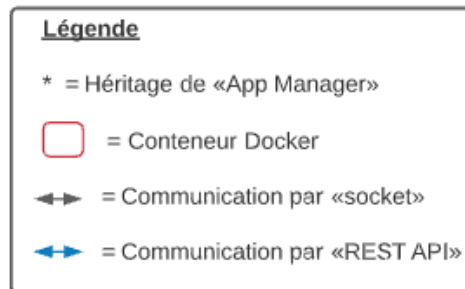 Légende
* = Héritage de «App Manager»
= Conteneur Docker
= Communication par «socket»
= Communication par «REST API»